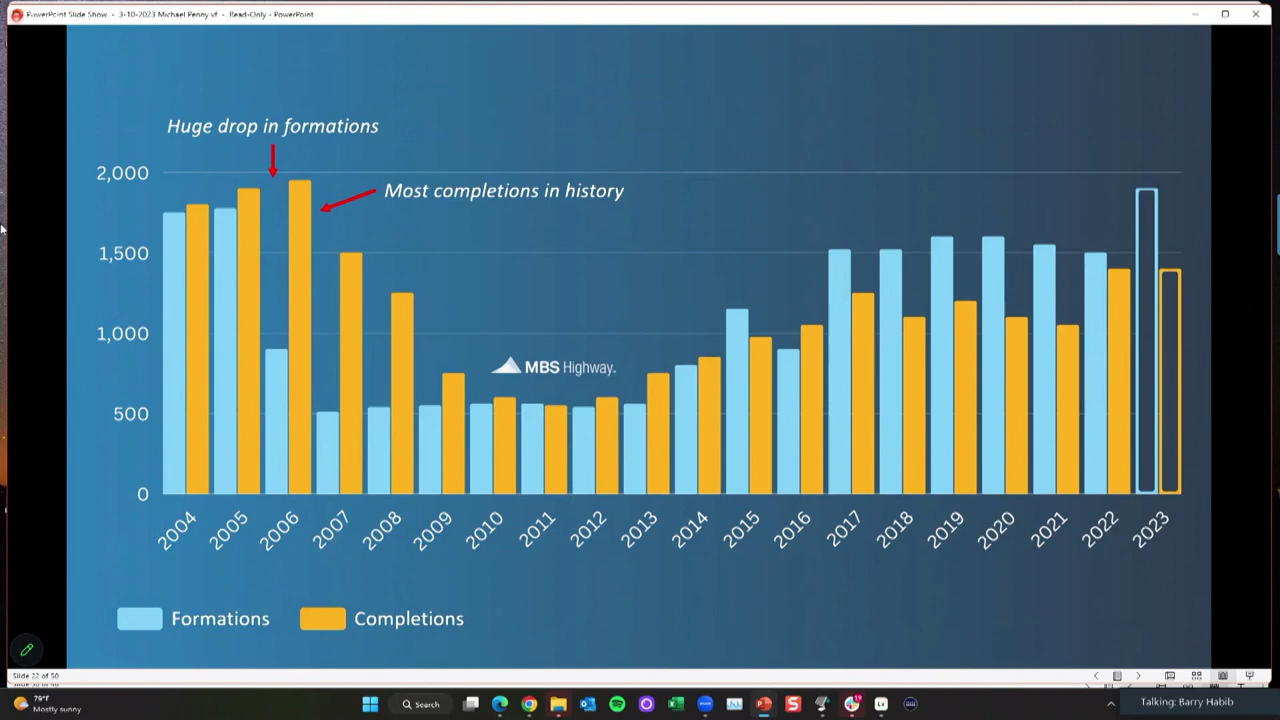 PowerPoint Slide Show - 3-10-2023 Michael Penny vf - Read-Only - PowerPoint
Huge drop in formations
Most completions in history
2,000
1,500
1,000
500
0
MBS Highway.
2004 2005 2006 2007 2008 2009 2010 2011 2012 2013 2014 2015 2016 2017 2018 2019 2020 2021 2022 2023
Formations Completions
Slide 22 of 50
79°F
Mostly sunny
Search
Talking: Barry Habib